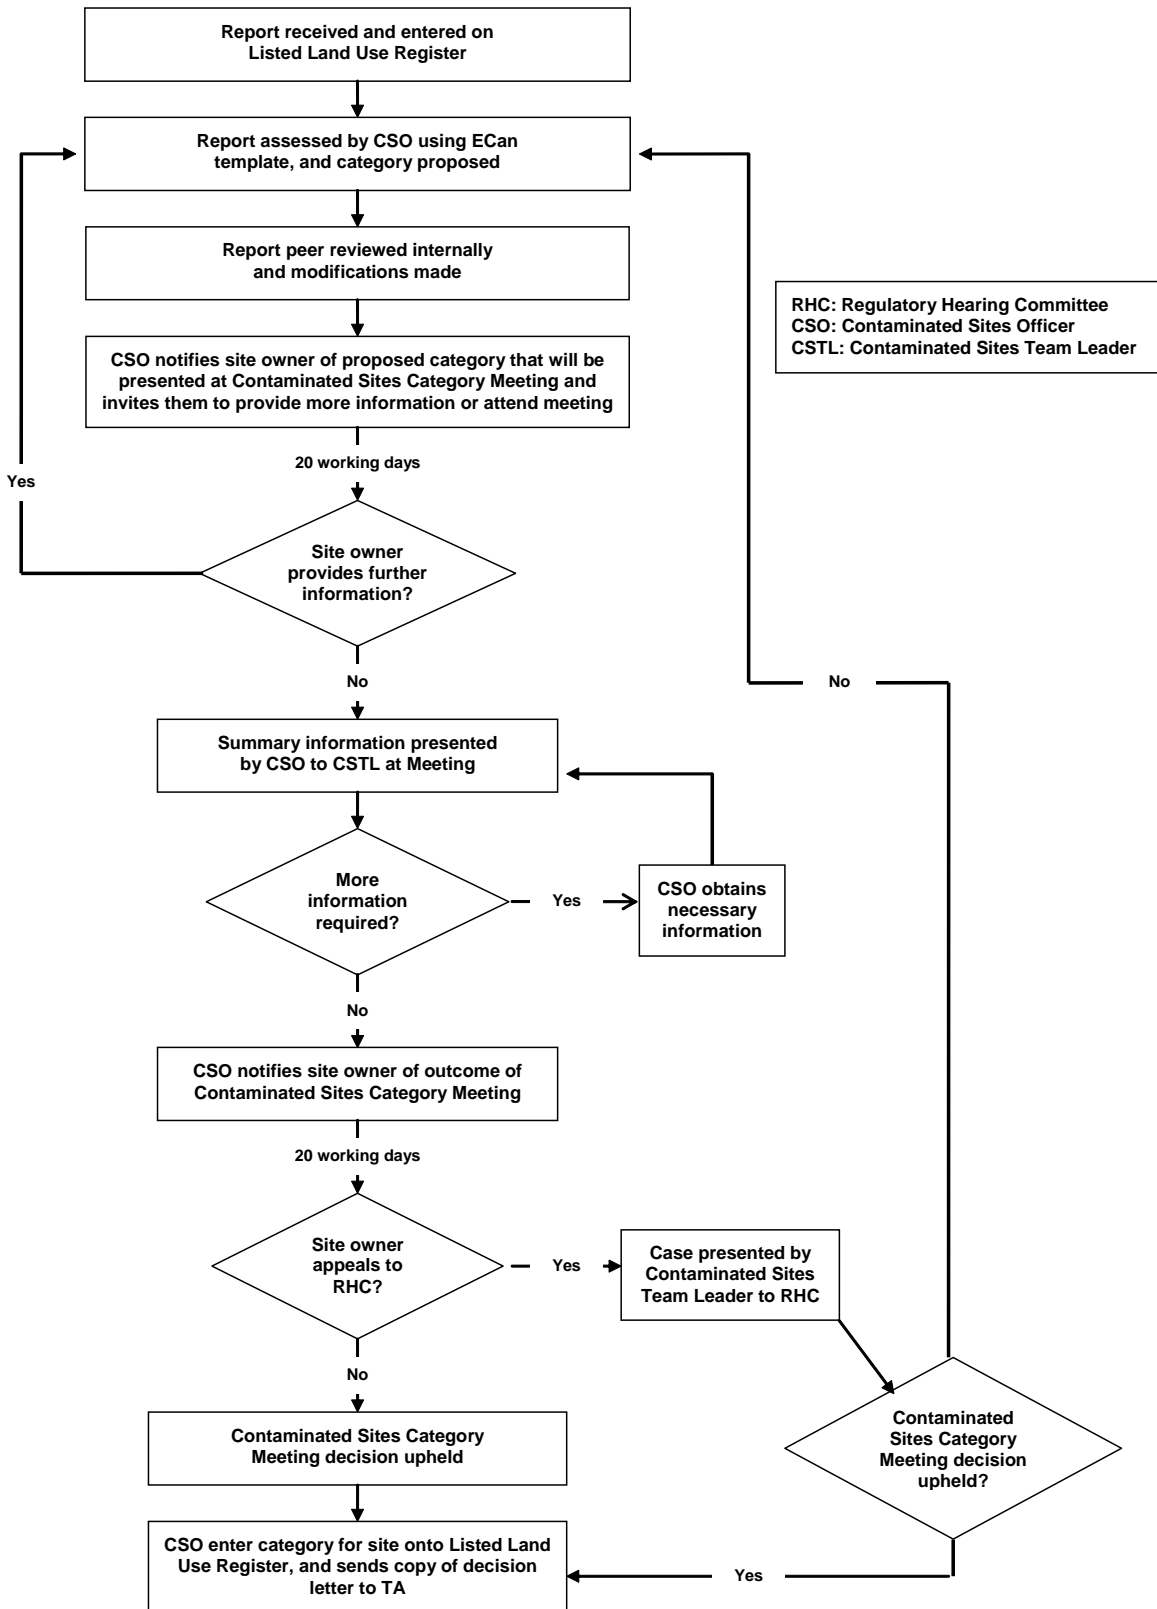 Report received and entered on
Listed Land Use Register
Report assessed by CSO using ECan
template, and category proposed
Report peer reviewed internally
and modifications made
RHC: Regulatory Hearing Committee
CSO: Contaminated Sites Officer
CSTL: Contaminated Sites Team Leader
CSO notifies site owner of proposed category that will be
presented at Contaminated Sites Category Meeting and
invites them to provide more information or attend meeting
20 working days
Yes
Site owner
provides further
information?
No
No
Summary information presented
by CSO to CSTL at Meeting
More
information
required?
Yes
CSO obtains
necessary
information
No
CSO notifies site owner of outcome of
Contaminated Sites Category Meeting
20 working days
Site owner
appeals to
RHC?
Yes
Case presented by
Contaminated Sites
Team Leader to RHC
No
Contaminated Sites Category
Meeting decision upheld
Contaminated
Sites Category
Meeting decision
upheld?
CSO enter category for site onto Listed Land
Use Register, and sends copy of decision
letter to TA
Yes